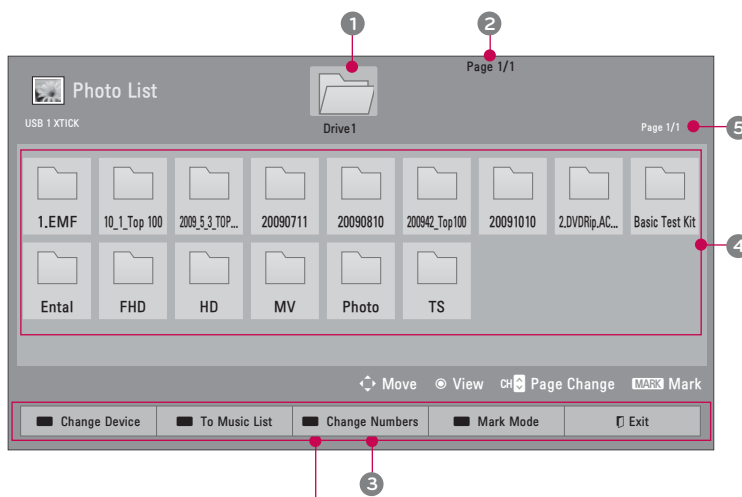 1
2
Page 1/1
Photo List
USB 1 XTICK
Drive1
Page 1/1
5
1.EMF
10_1_Top 100
2009_5_3_TOP...
20090711
20090810
200942_Top100
20091010
2.DVDRip.AC...
Basic Test Kit
4
Ental
FHD
HD
MV
Photo
TS
Move
View
CH Page Change
MARK Mark
Change Device
To Music List
Change Numbers
Mark Mode
Exit
3